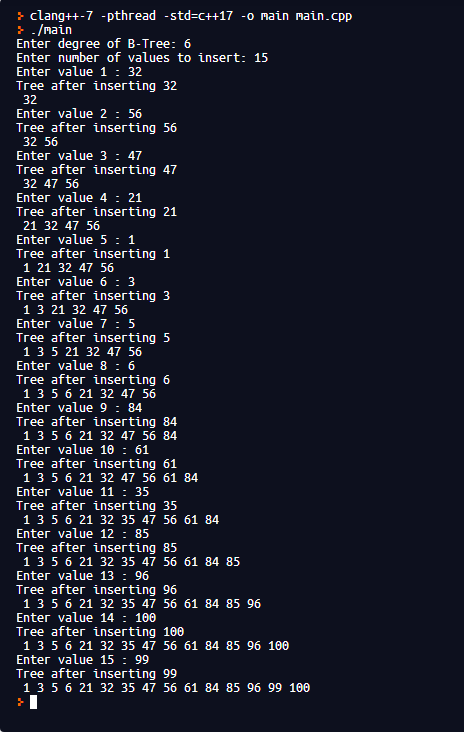 > clang++-7 -pthread -std=c++17 -o main main.cpp
> ./main
Enter degree of B-Tree: 6
Enter number of values to insert: 15
Enter value 1 : 32
Tree after inserting 32
 32
Enter value 2 : 56
Tree after inserting 56
 32 56
Enter value 3 : 47
Tree after inserting 47
 32 47 56
Enter value 4 : 21
Tree after inserting 21
 21 32 47 56
Enter value 5 : 1
Tree after inserting 1
 1 21 32 47 56
Enter value 6 : 3
Tree after inserting 3
 1 3 21 32 47 56
Enter value 7 : 5
Tree after inserting 5
 1 3 5 21 32 47 56
Enter value 8 : 6
Tree after inserting 6
 1 3 5 6 21 32 47 56
Enter value 9 : 84
Tree after inserting 84
 1 3 5 6 21 32 47 56 84
Enter value 10 : 61
Tree after inserting 61
 1 3 5 6 21 32 47 56 61 84
Enter value 11 : 35
Tree after inserting 35
 1 3 5 6 21 32 35 47 56 61 84
Enter value 12 : 85
Tree after inserting 85
 1 3 5 6 21 32 35 47 56 61 84 85
Enter value 13 : 96
Tree after inserting 96
 1 3 5 6 21 32 35 47 56 61 84 85 96
Enter value 14 : 100
Tree after inserting 100
 1 3 5 6 21 32 35 47 56 61 84 85 96 100
Enter value 15 : 99
Tree after inserting 99
 1 3 5 6 21 32 35 47 56 61 84 85 96 99 100
>